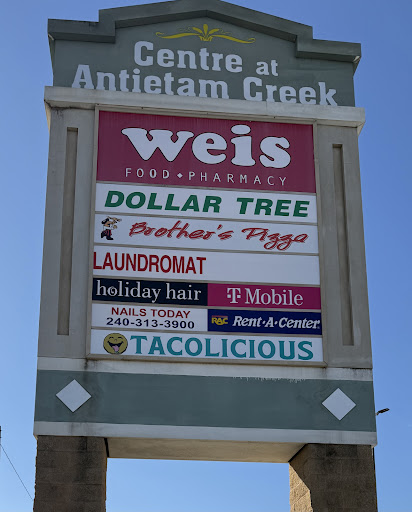 Centre at
Antietam Creek
weis
FOOD • PHARMACY
DOLLAR TREE
Brother's Pizza
LAUNDROMAT
holiday hair
T Mobile
NAILS TODAY
240-313-3900
RAC Rent-A-Center
TACOLICIOUS